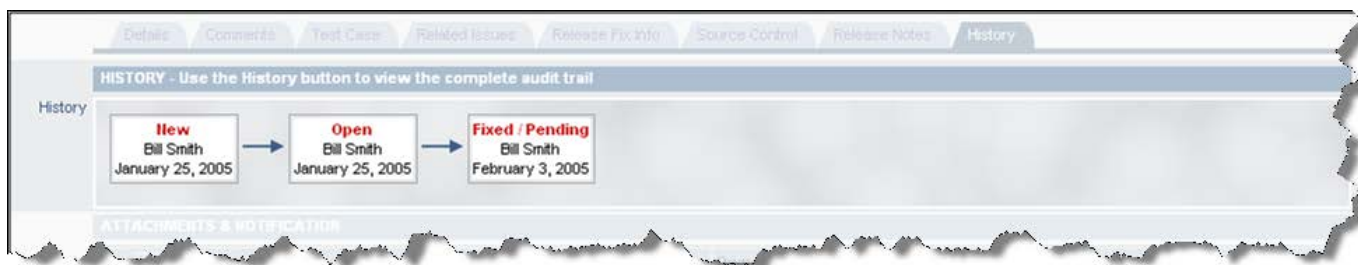 Details Comments Test Case Related Issues Release Fix Info Source Control Release Notes History
HISTORY - Use the History button to view the complete audit trail
History
New
Bill Smith
January 25, 2005
Open
Bill Smith
January 25, 2005
Fixed / Pending
Bill Smith
February 3, 2005
ATTACHMENTS & NOTIFICATION